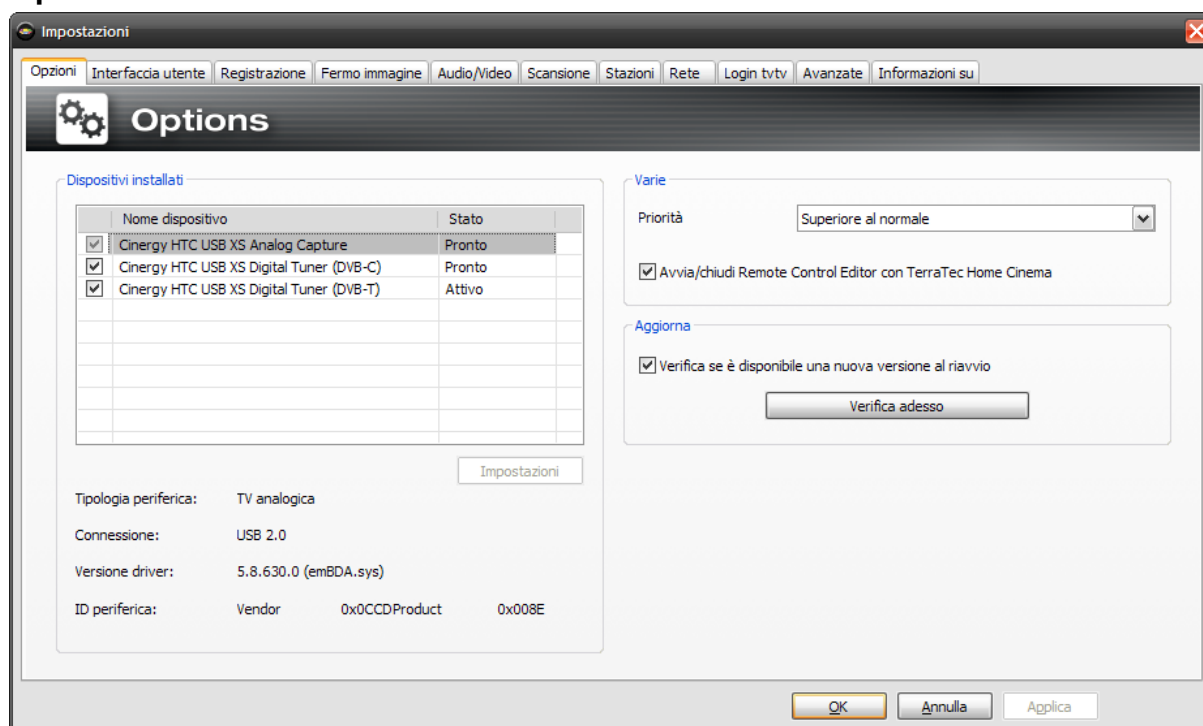 Impostazioni
Opzioni Interfaccia utente Registrazione Fermo immagine Audio/Video Scansione Stazioni Rete Login tvtv Avanzate Informazioni su
Options
Dispositivi installati
Nome dispositivo Stato
Cinergy HTC USB XS Analog Capture Pronto
Cinergy HTC USB XS Digital Tuner (DVB-C) Pronto
Cinergy HTC USB XS Digital Tuner (DVB-T) Attivo
Impostazioni
Tipologia periferica: TV analogica
Connessione: USB 2.0
Versione driver: 5.8.630.0 (emBDA.sys)
ID periferica: Vendor 0x0CCDProduct 0x008E
Varie
Priorità Superiore al normale
Avvia/chiudi Remote Control Editor con TerraTec Home Cinema
Aggiorna
Verifica se è disponibile una nuova versione al riavvio
Verifica adesso
OK Annulla Applica